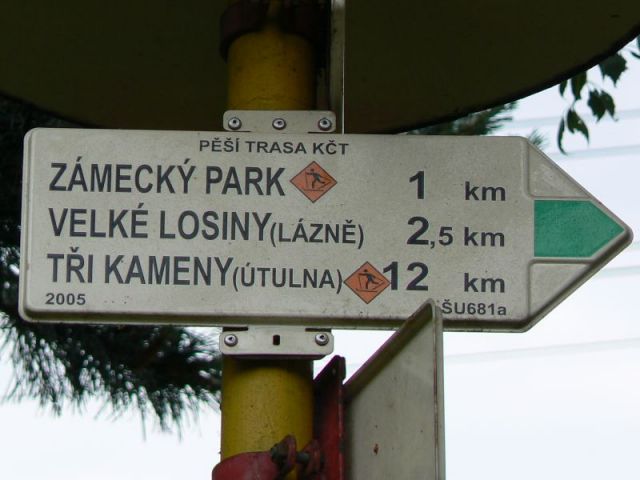 PĚŠÍ TRASA KČT
ZÁMECKÝ PARK 1 km
VELKÉ LOSINY (LÁZNĚ) 2,5 km
TŘI KAMENY (ÚTULNA) 12 km
2005 ŠU681a